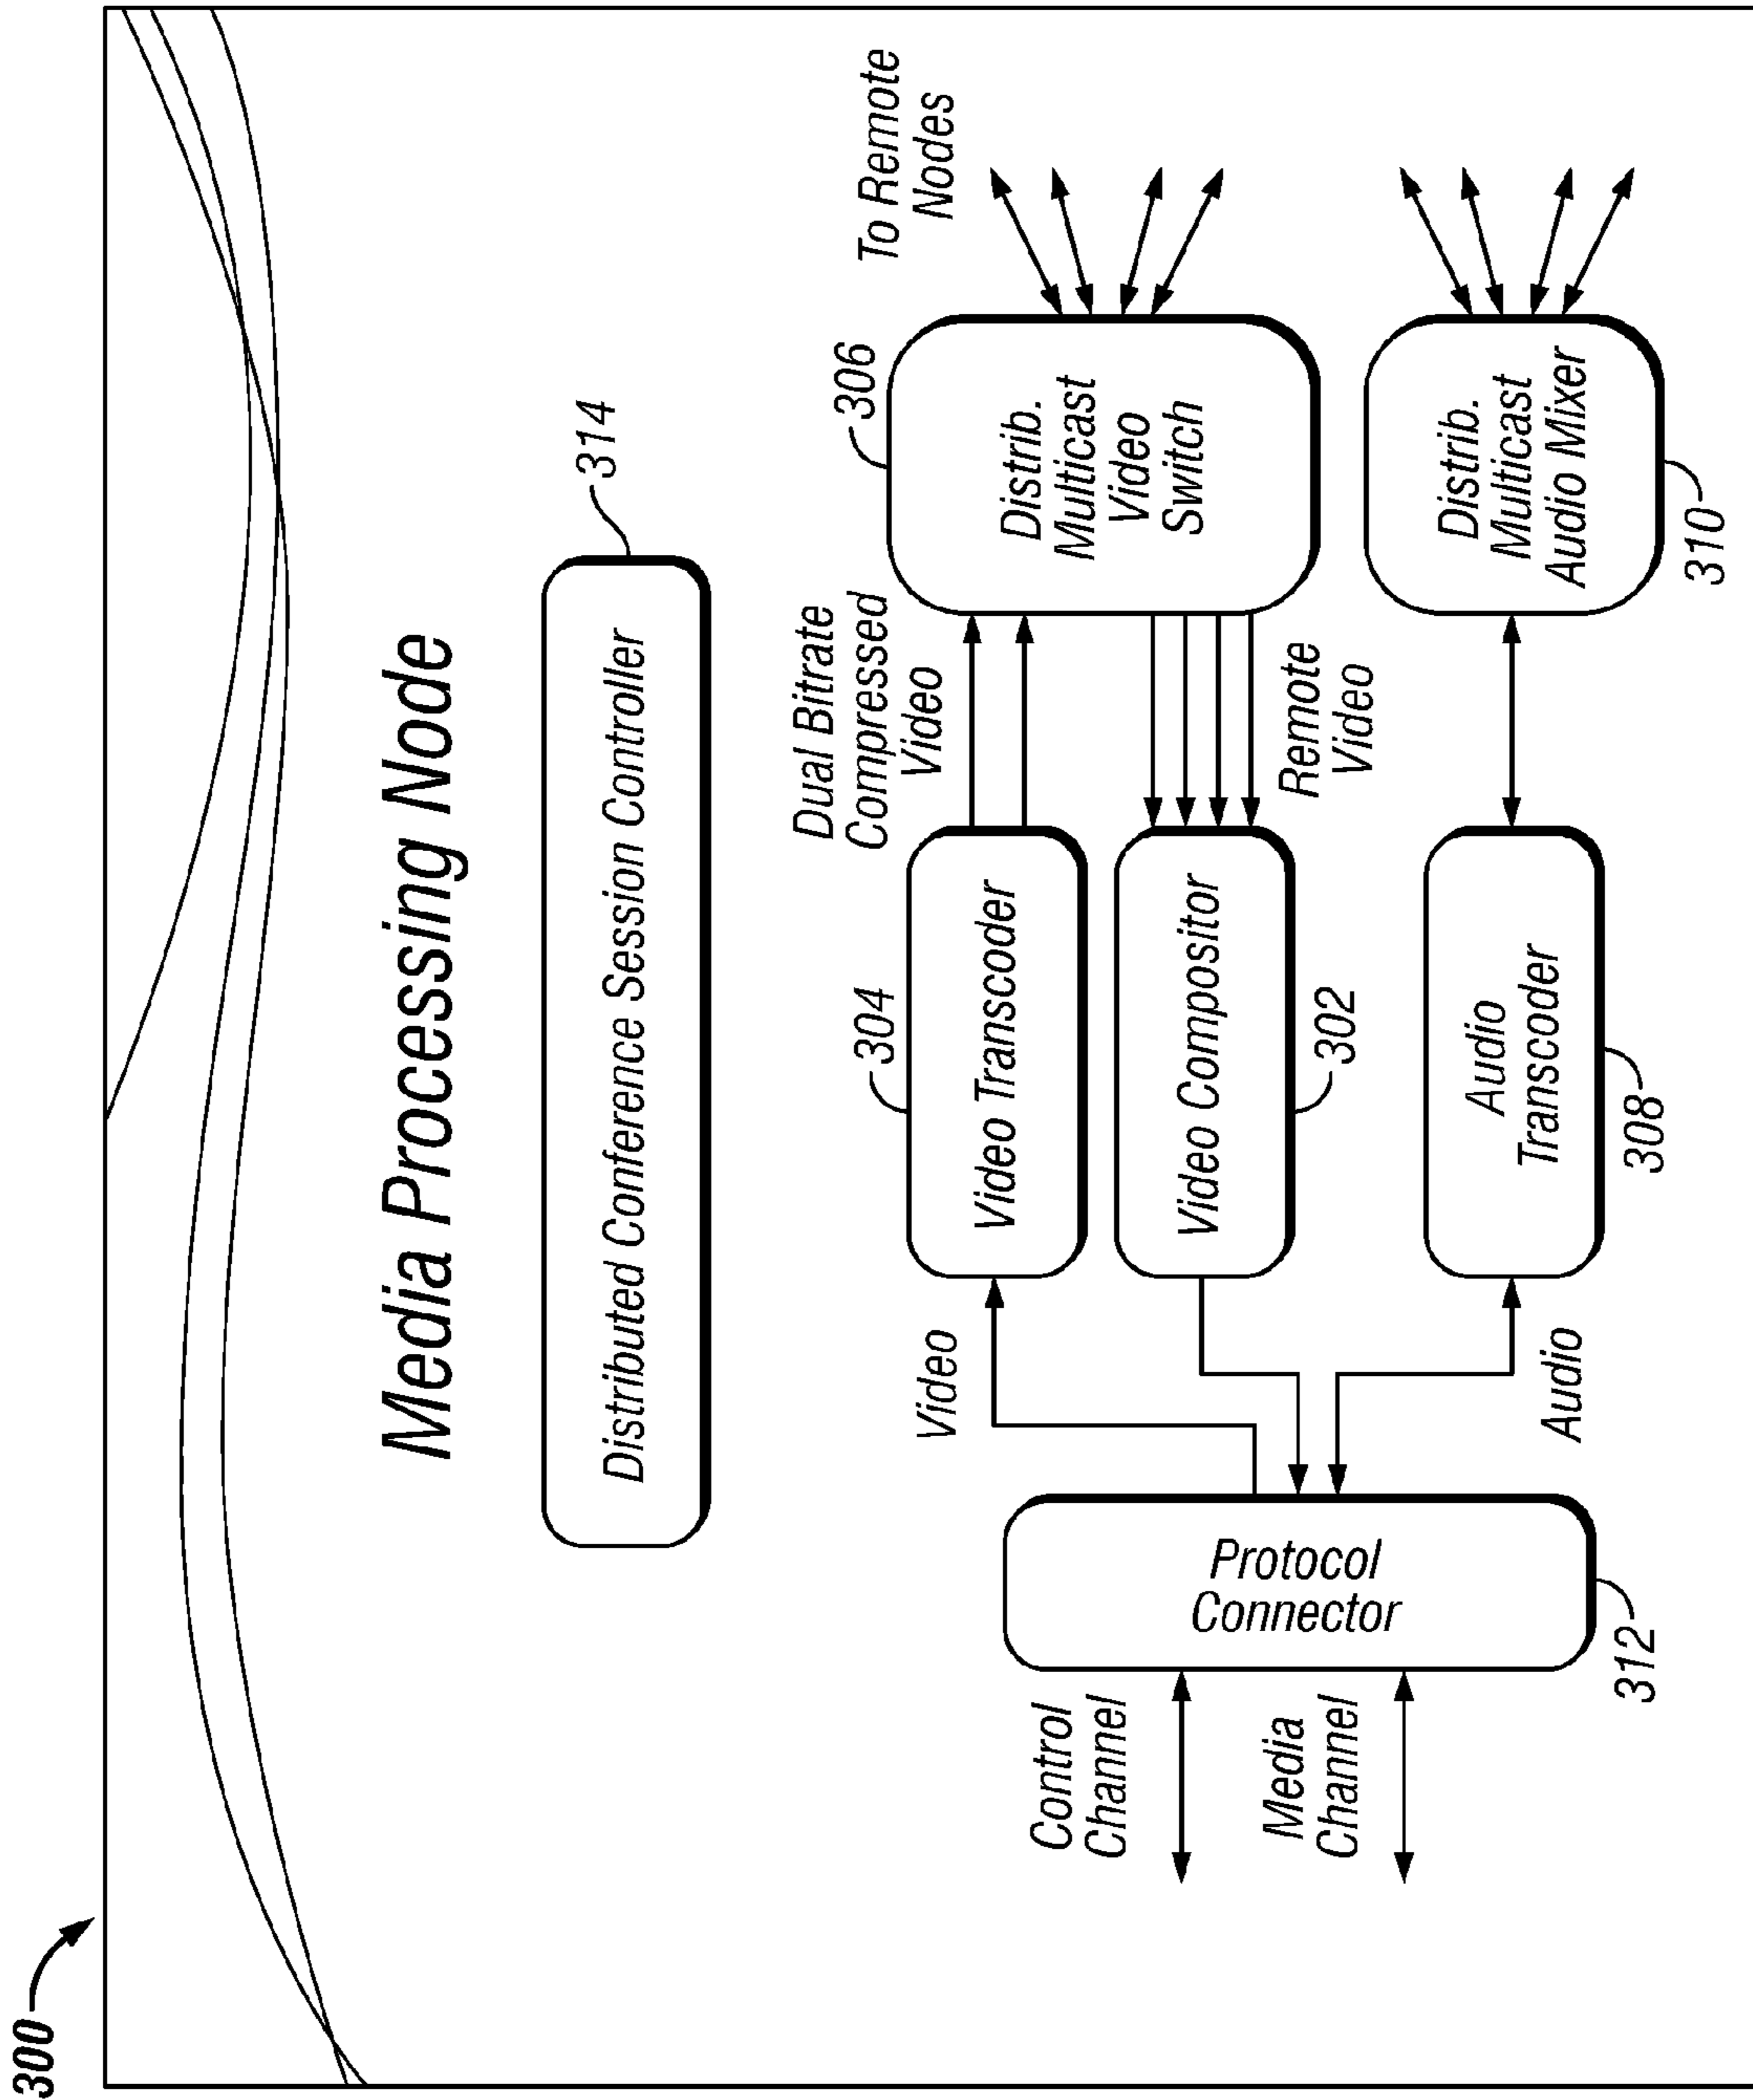 300
Media Processing Node
314
Distributed Conference Session Controller
To Remote
Nodes
Dual Bitrate
Compressed
Video
306
304
Video
Video Transcoder
Distrib.
Multicast
Video
Switch
Control
Channel
Protocol
Connector
Video Compositor
302
Remote
Video
Media
Channel
312
Audio
Audio
Transcoder
308
Distrib.
Multicast
Audio Mixer
310